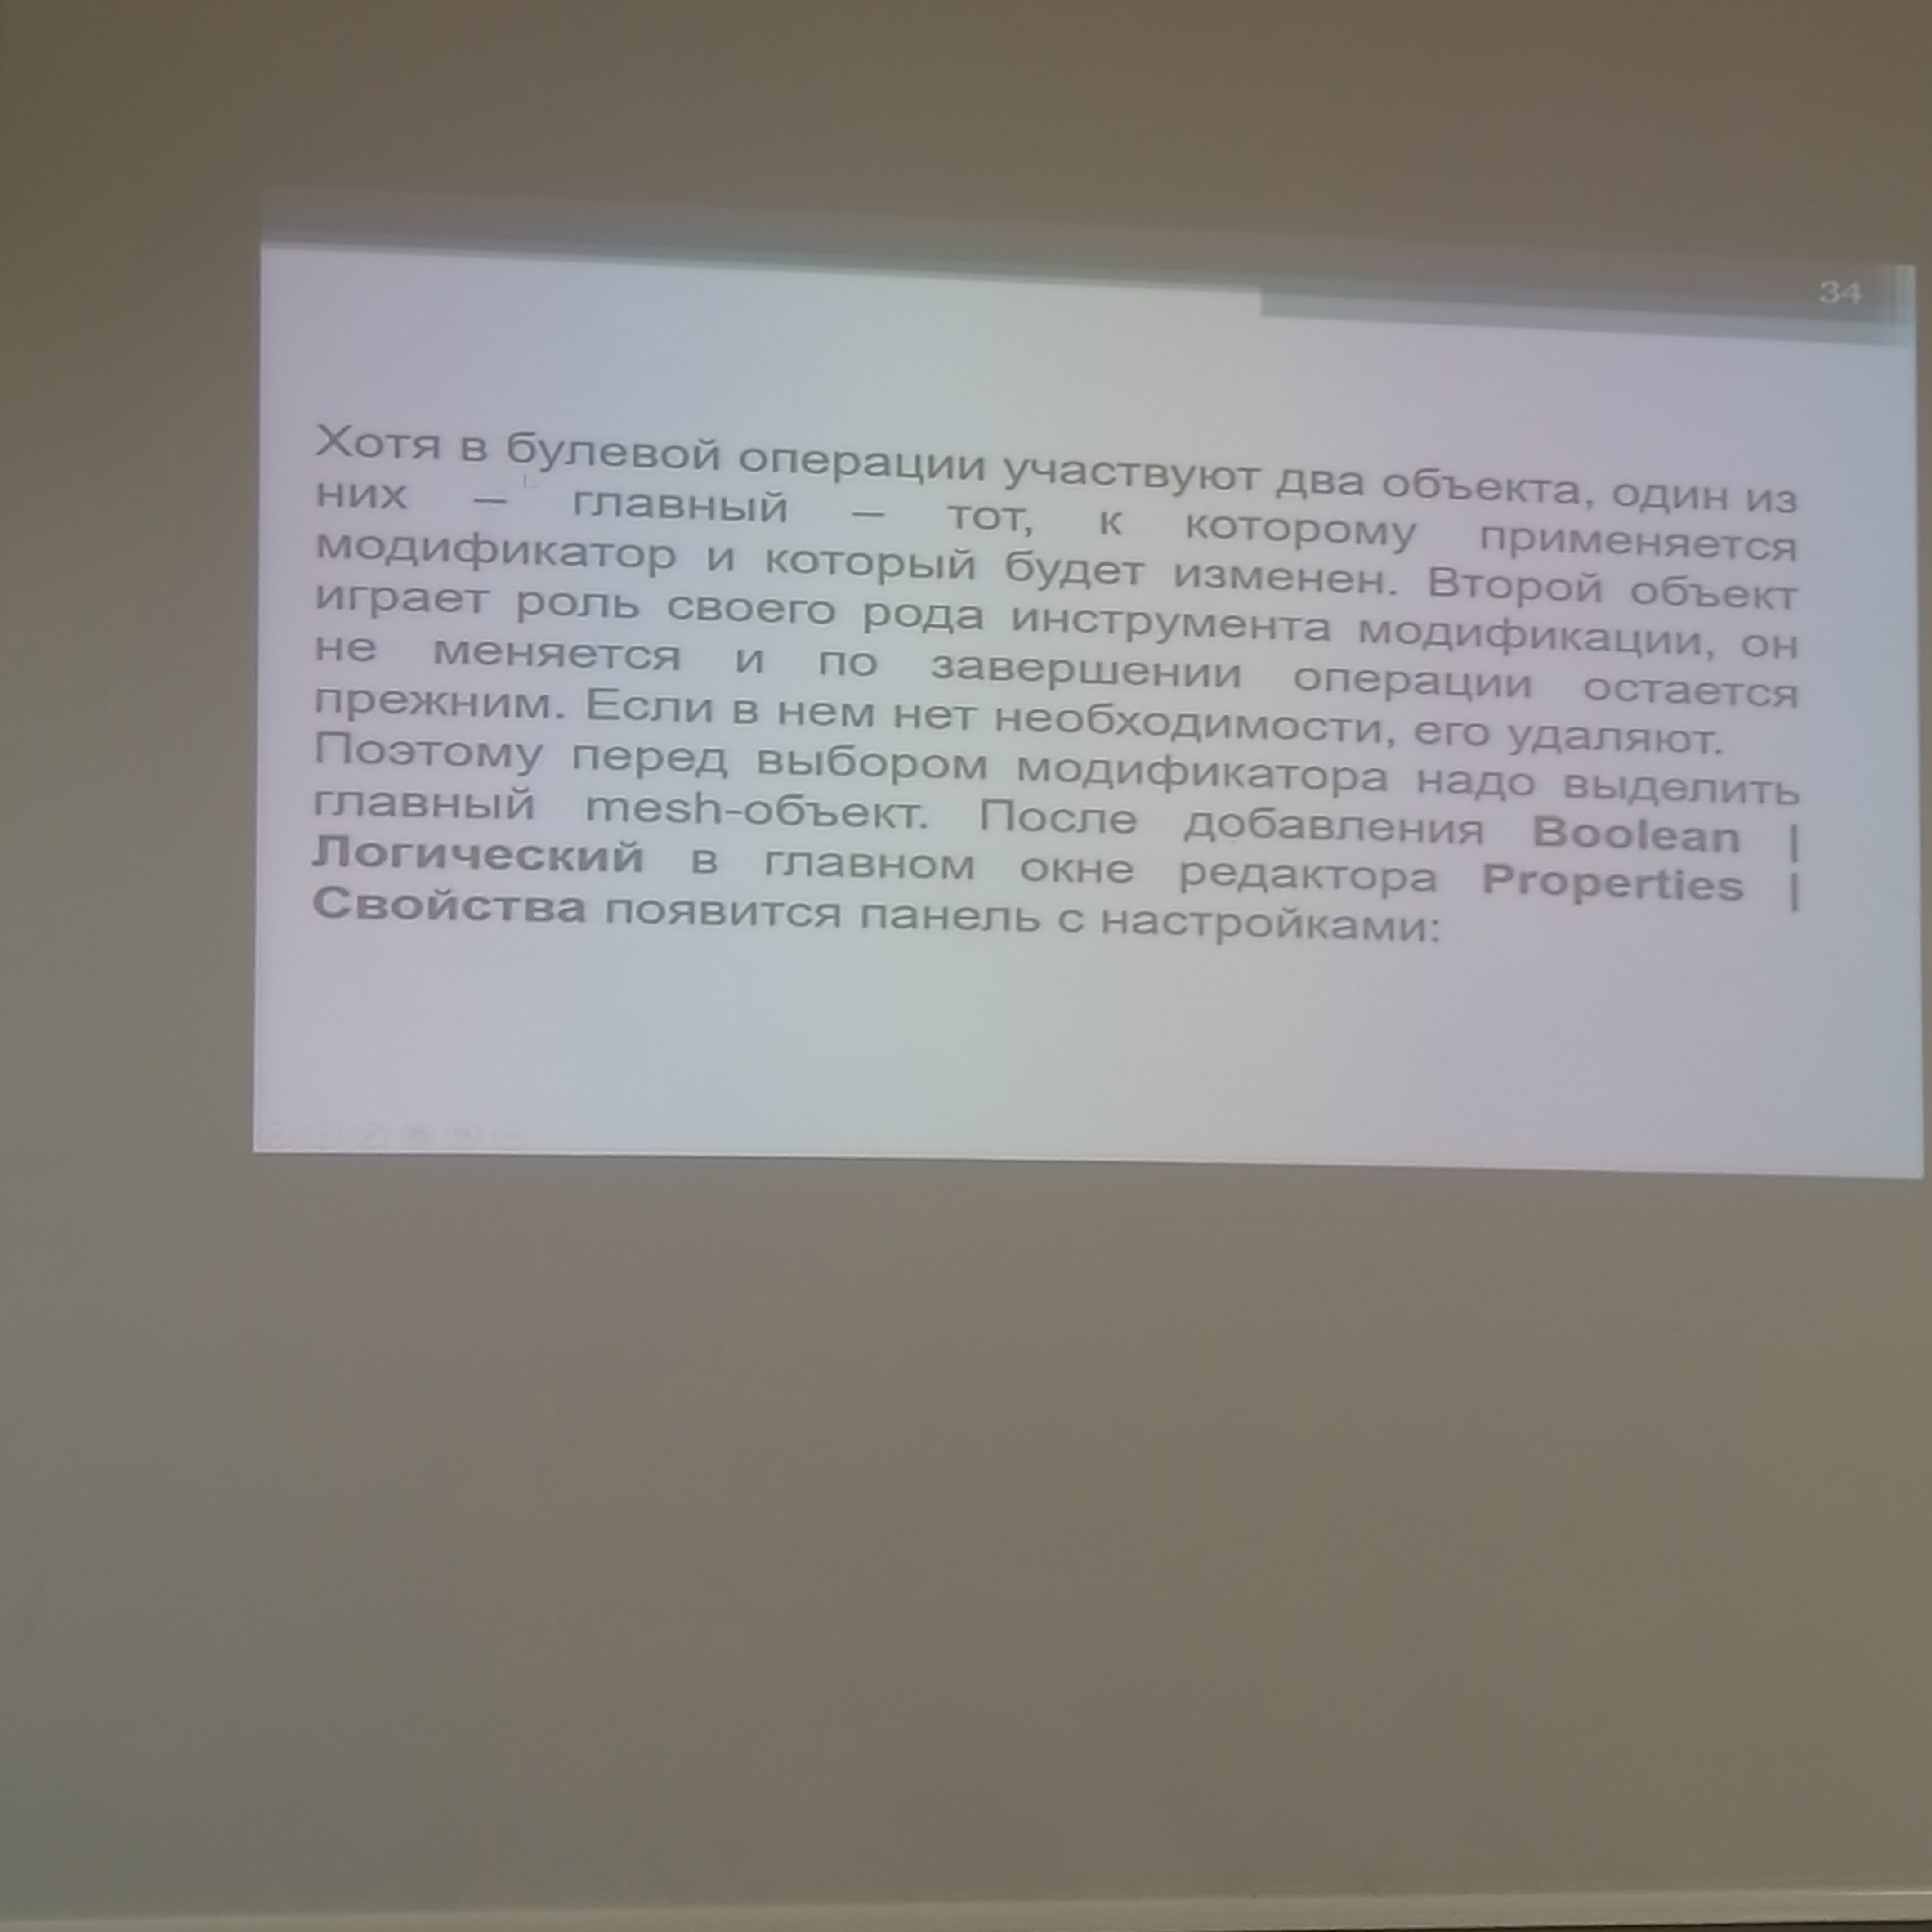 34
Хотя в булевой операции участвуют два объекта, один из
них – главный – тот, к которому применяется
модификатор и который будет изменен. Второй объект
играет роль своего рода инструмента модификации, он
не меняется и по завершении операции остается
прежним. Если в нем нет необходимости, его удаляют.
Поэтому перед выбором модификатора надо выделить
главный mesh-объект. После добавления Boolean |
Логический в главном окне редактора Properties |
Свойства появится панель с настройками: